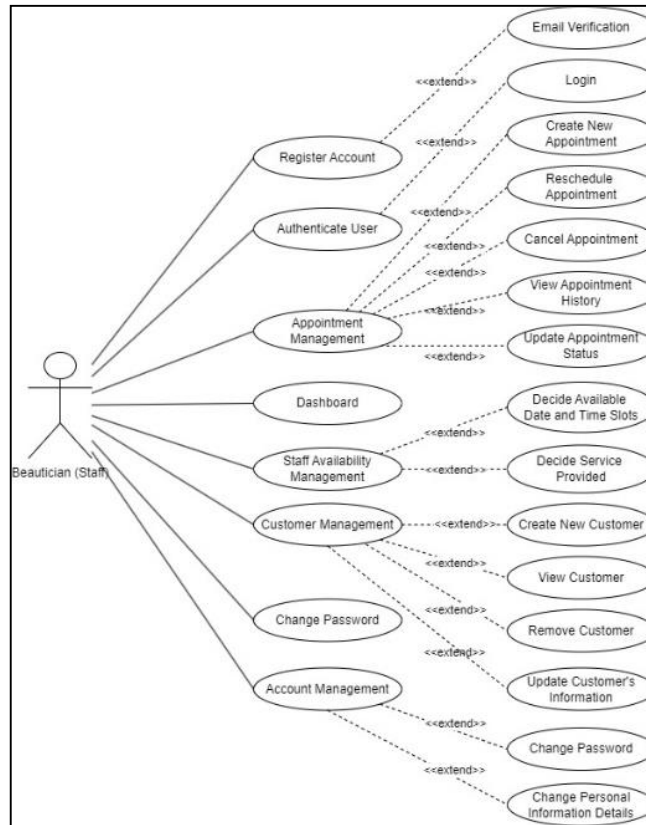 Email Verification
<<extend>>
Login
<<extend>>
Create New
Appointment
Register Account
Reschedule
Appointment
<<extend>>
Authenticate User
Cancel Appointment
<<extend>>
<<extend>>
View Appointment
History
<<extend>>
Appointment
Management
Update Appointment
Status
<<extend>>
Dashboard
Decide Available
Date and Time Slots
<<extend>>
Beautician (Staff)
Staff Availability
Management
<<extend>>
Decide Service
Provided
Customer Management
<<extend>>
Create New Customer
<<extend>>
View Customer
<<extend>>
Change Password
Remove Customer
<<extend>>
Account Management
Update Customer's
Information
<<extend>>
Change Password
<<extend>>
Change Personal
Information Details